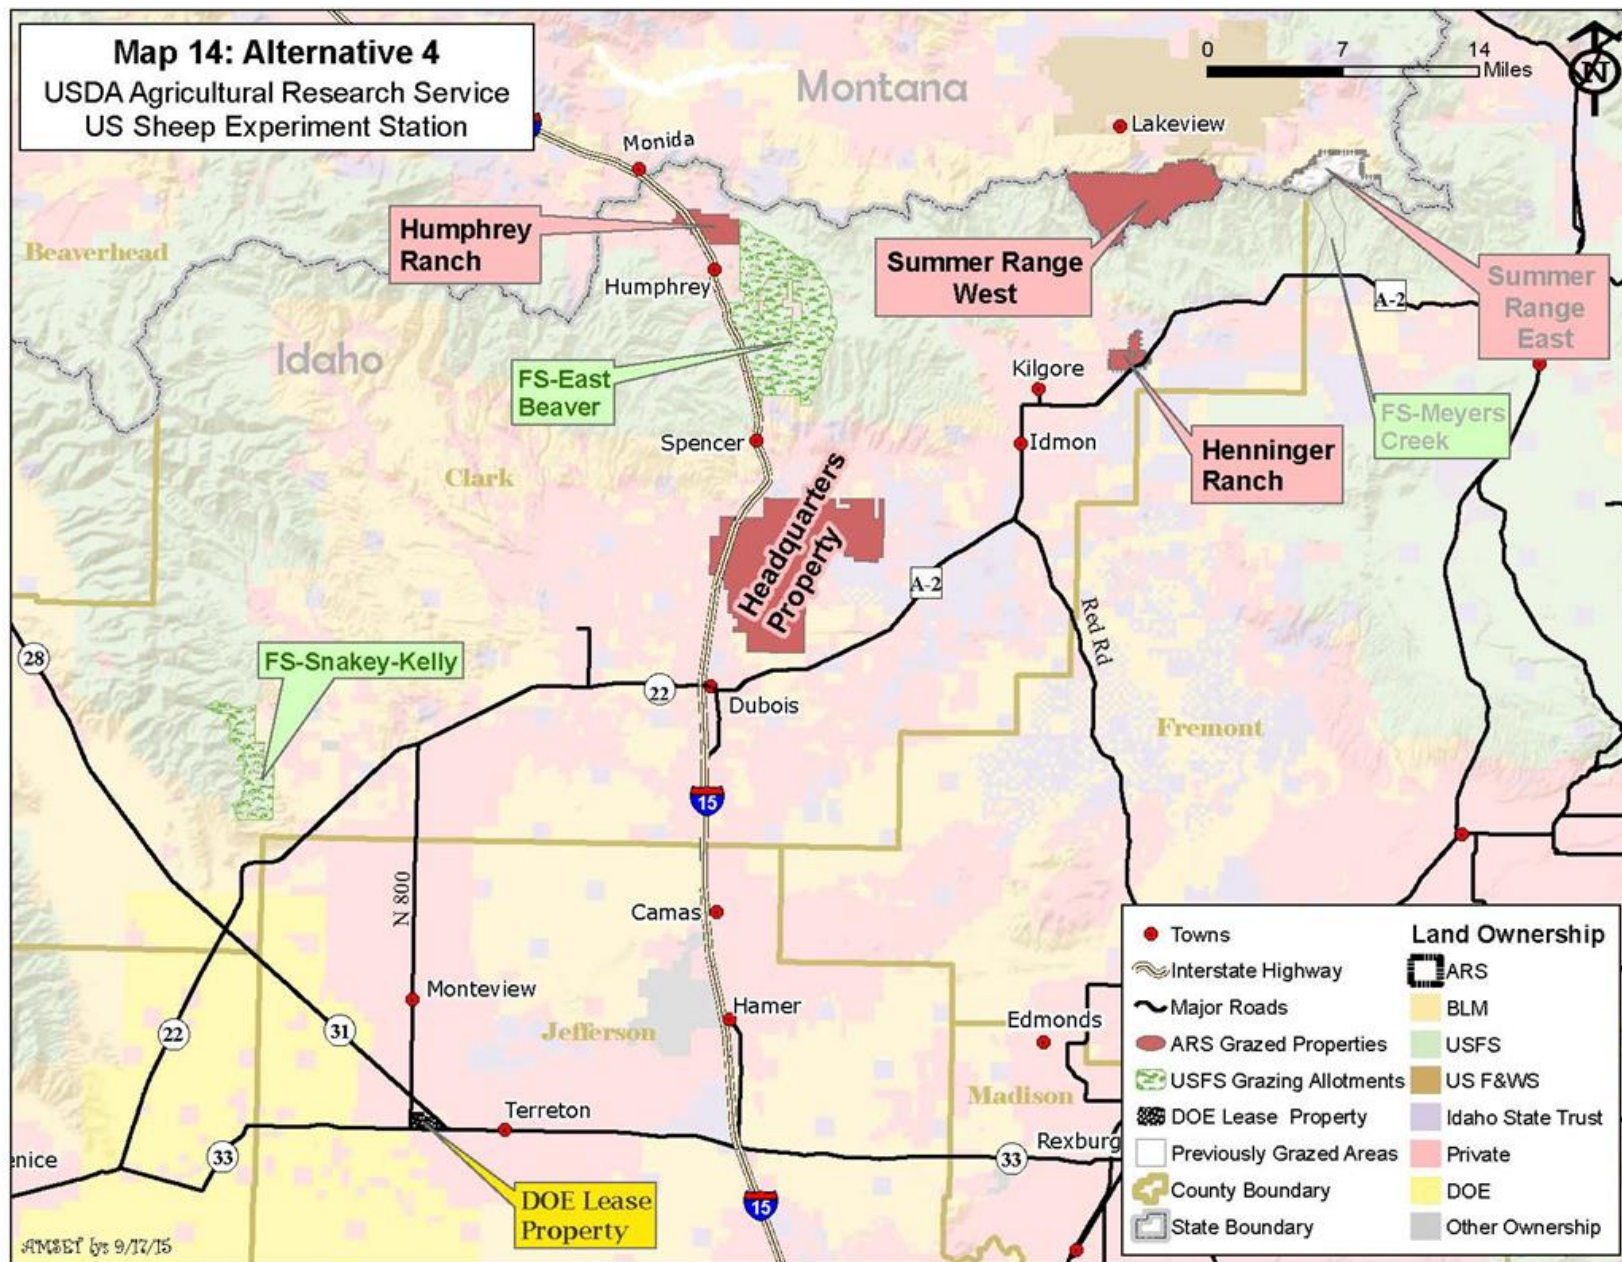 Map 14: Alternative 4
USDA Agricultural Research Service
US Sheep Experiment Station
0
7
14
Miles
N
Montana
Lakeview
Monida
Beaverhead
Humphrey
Ranch
Summer Range
West
Summer
Range
East
Humphrey
A-2
Idaho
FS-East
Beaver
Kilgore
FS-Meyers
Creek
Spencer
Idmon
Henninger
Ranch
Clark
Headquarters
Property
A-2
Red Rd
28
FS-Snakey-Kelly
22
Dubois
Fremont
15
N 800
Camas
Monteview
Hamer
Edmonds
22
31
Jefferson
Madison
Terreton
Rexburg
enice
33
33
DOE Lease
Property
15
AMSET lys 9/17/15
Towns
Interstate Highway
Major Roads
ARS Grazed Properties
USFS Grazing Allotments
DOE Lease Property
Previously Grazed Areas
County Boundary
State Boundary
Land Ownership
ARS
BLM
USFS
US F&WS
Idaho State Trust
Private
DOE
Other Ownership